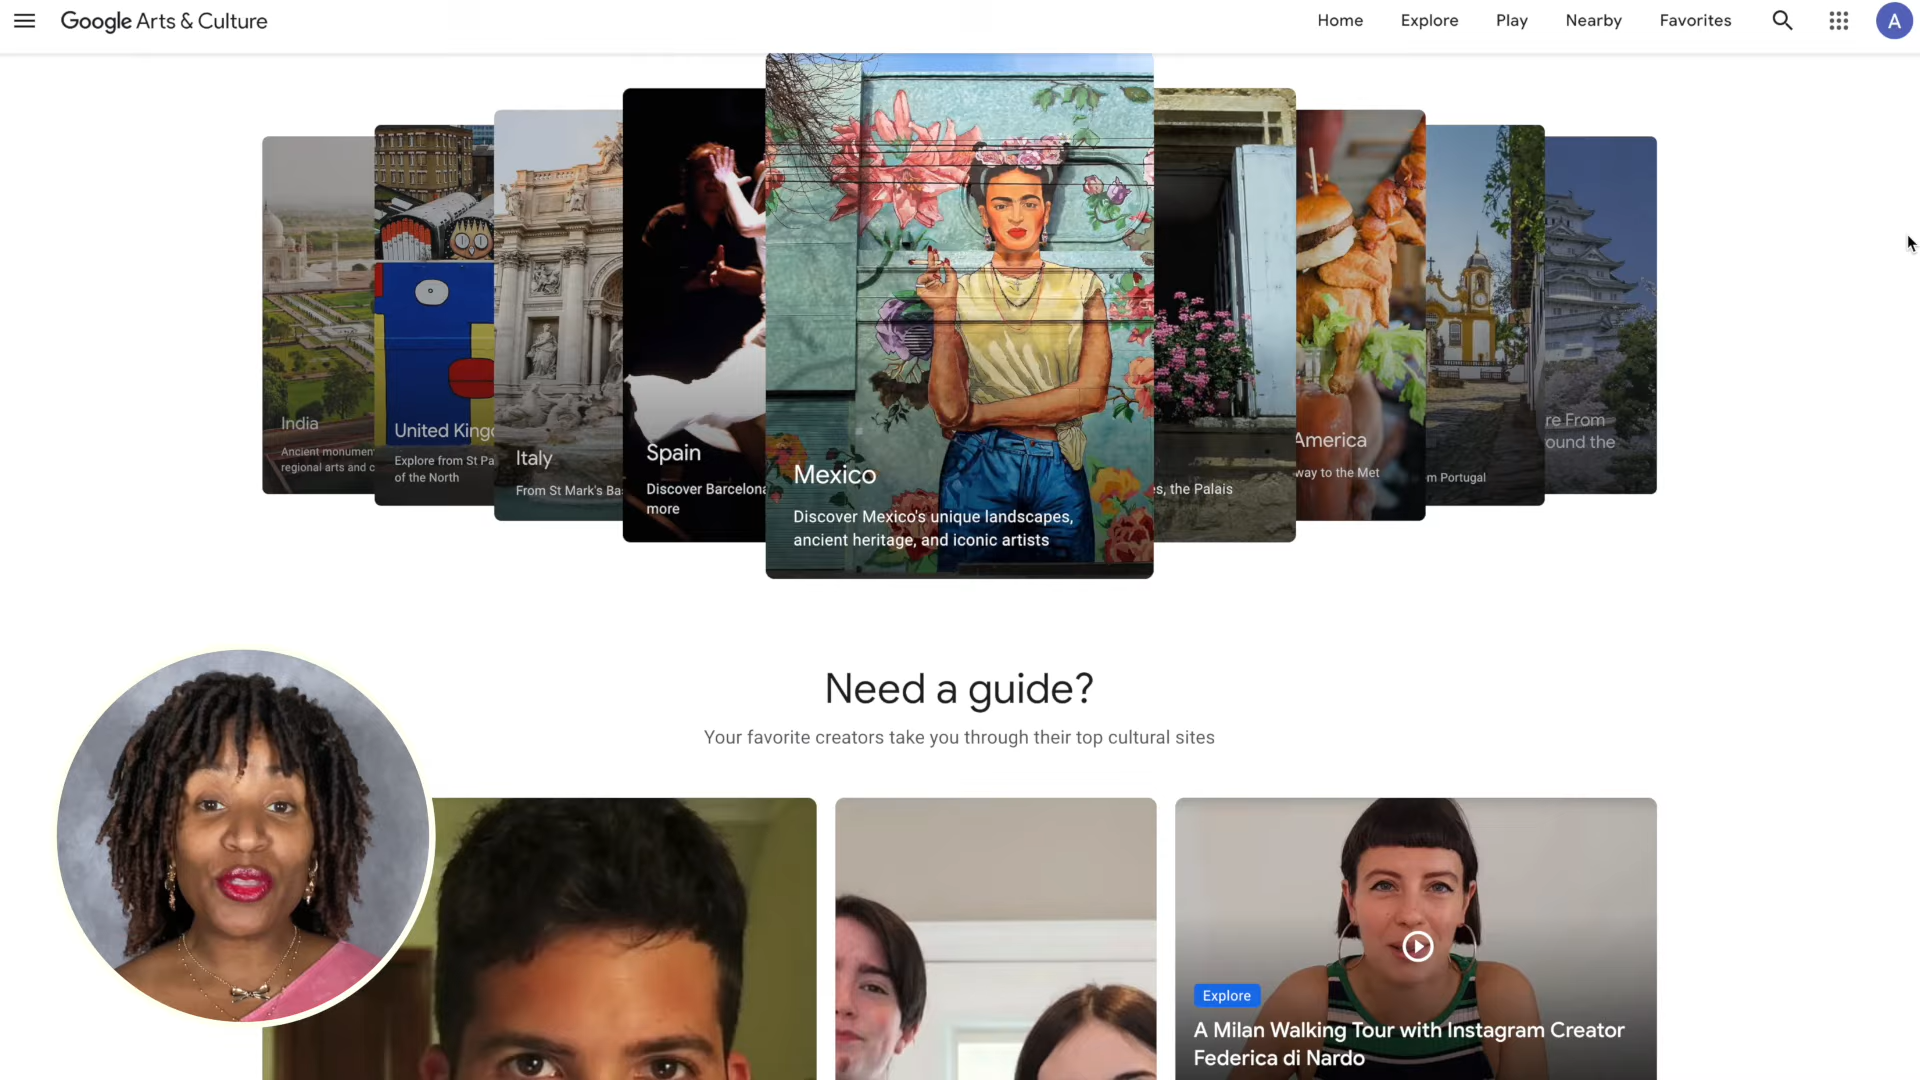 Google Arts & Culture
Home Explore Play Nearby Favorites
A
India
Ancient monumen
regional arts and c
United King
Explore from St Pa
of the North
Italy
From St Mark's Ba
Spain
Discover Barcelona
more
Mexico
Discover Mexico's unique landscapes,
ancient heritage, and iconic artists
es, the Palais
America
way to the Met
m Portugal
re From
ound the
Need a guide?
Your favorite creators take you through their top cultural sites
Explore
A Milan Walking Tour with Instagram Creator
Federica di Nardo